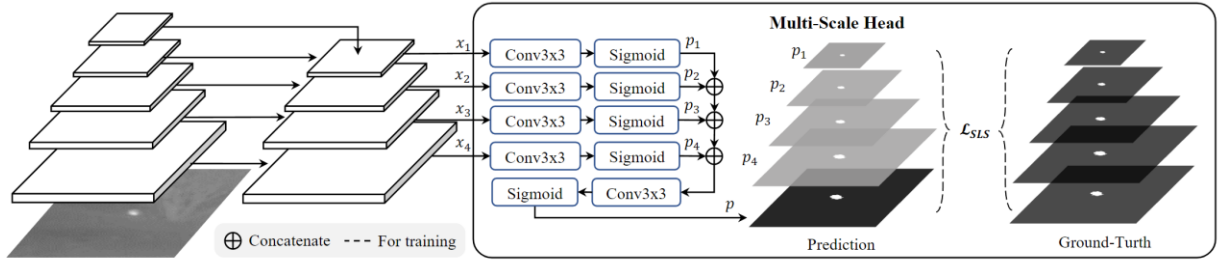 Multi-Scale Head
x₁ Conv3x3 Sigmoid p₁
x₂ Conv3x3 Sigmoid p₂
x₃ Conv3x3 Sigmoid p₃
x₄ Conv3x3 Sigmoid p₄
Sigmoid Conv3x3
p
p₁
p₂
p₃
p₄
ℒ_SLS
⊕ Concatenate --- For training
Prediction
Ground-Turth